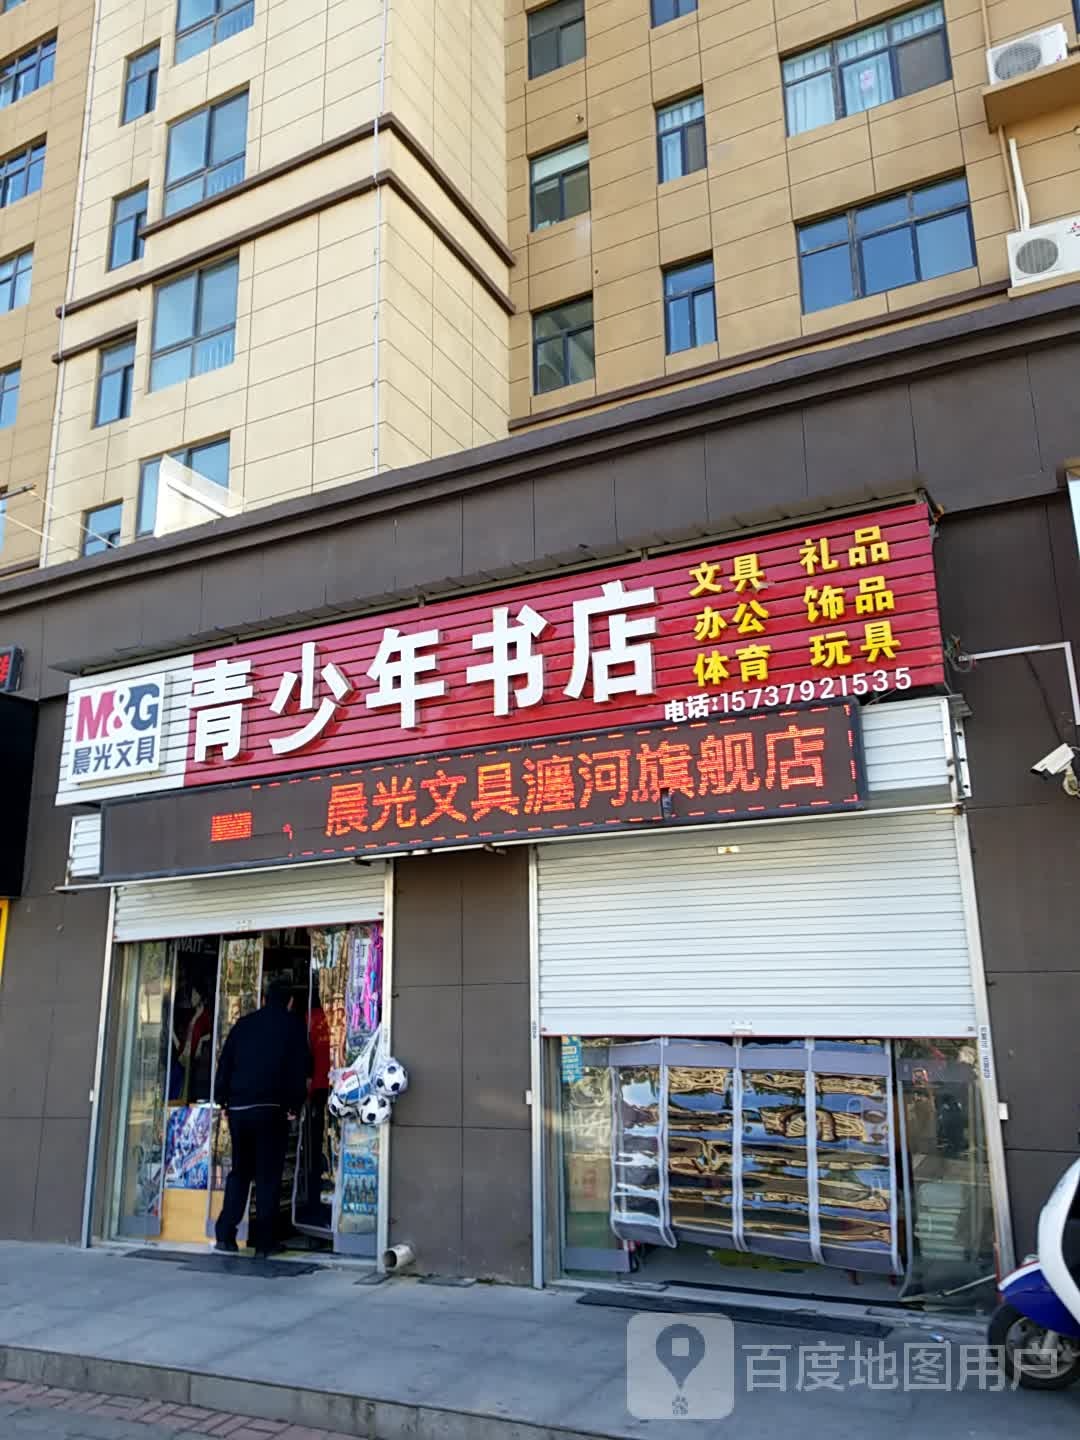 M&G
晨光文具
青少年书店
文具 礼品
办公 饰品
体育 玩具
电话:15737921535
晨光文具瀍河旗舰店
WAIT
百度地图用户